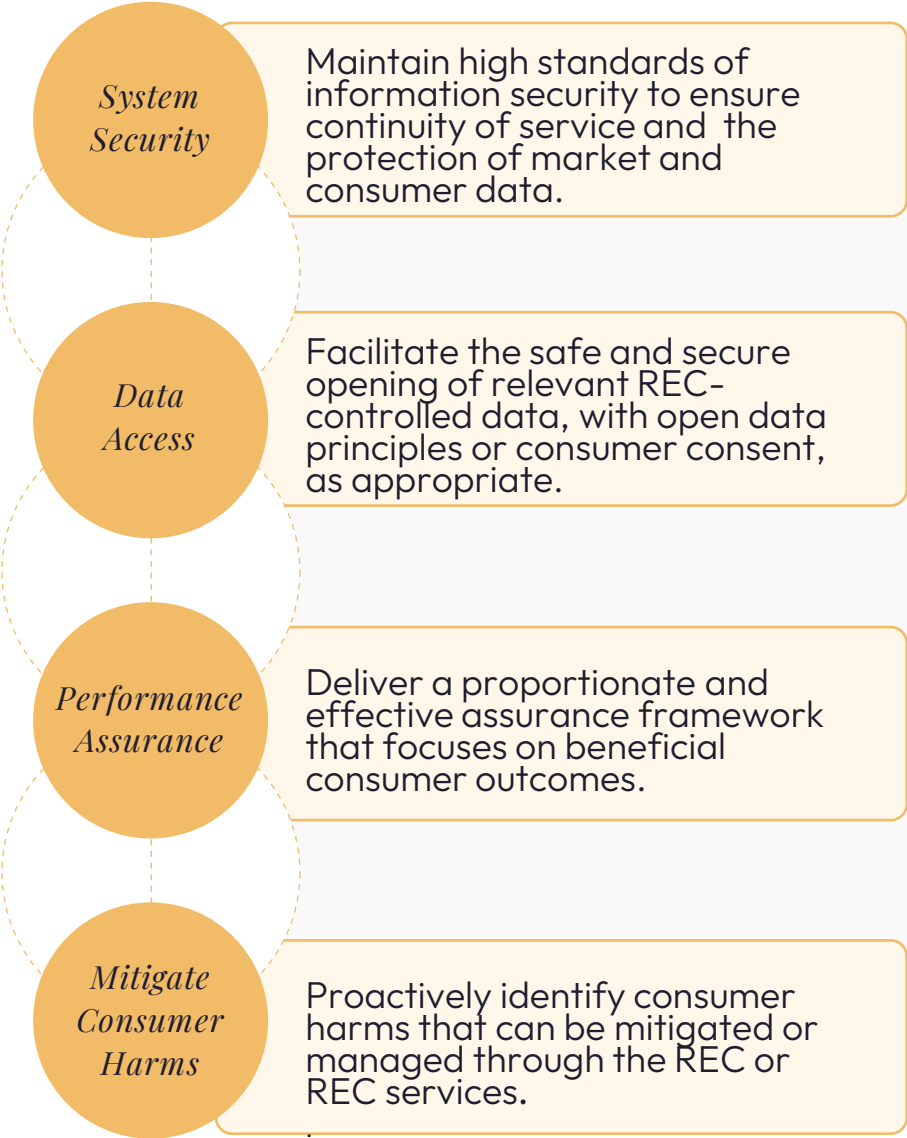 System
Security
Maintain high standards of
information security to ensure
continuity of service and  the
protection of market and
consumer data.
Data
Access
Facilitate the safe and secure
opening of relevant REC-
controlled data, with open data
principles or consumer consent,
as appropriate.
Performance
Assurance
Deliver a proportionate and
effective assurance framework
that focuses on beneficial
consumer outcomes.
Mitigate
Consumer
Harms
Proactively identify consumer
harms that can be mitigated or
managed through the REC or
REC services.